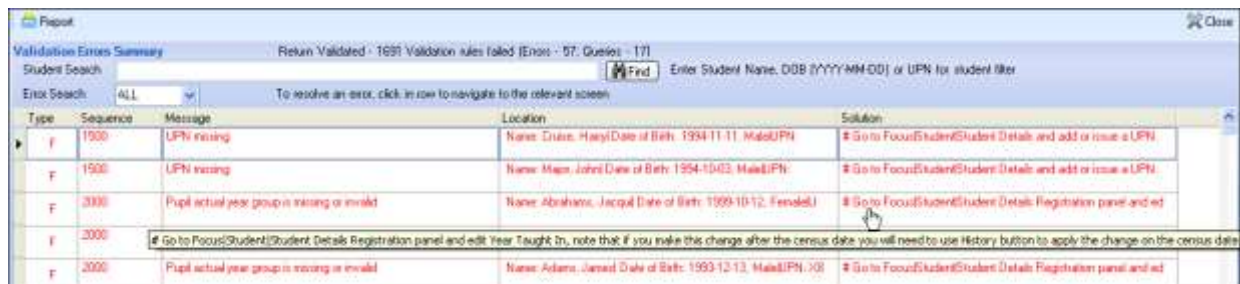 Report Close
Validation Errors Summary Return Validated - 1691 Validation rules failed (Errors - 57: Queries - 17)
Student Search Find Enter Student Name, DOB (YYYY-MM-DD) or UPN for student filter
Error Search ALL To resolve an error, click in row to navigate to the relevant screen
Type Sequence Message Location Solution
F 1500 UPN missing Name: Cruise, Harry|Date of Birth: 1994-11-11, Male|UPN: # Go to Focus|Student|Student Details and add or issue a UPN.
F 1500 UPN missing Name: Major, John|Date of Birth: 1994-10-03, Male|UPN: # Go to Focus|Student|Student Details and add or issue a UPN.
F 2000 Pupil actual year group is missing or invalid Name: Abrahams, Jacqui| Date of Birth: 1999-10-12, Female|U # Go to Focus|Student|Student Details Registration panel and ed
F 2000
# Go to Focus|Student|Student Details Registration panel and edit Year Taught In, note that if you make this change after the census date you will need to use History button to apply the change on the census date
F 2000 Pupil actual year group is missing or invalid Name: Adams, Date of Birth: 1993-12-13, Male|UPN: # Go to Focus|Student|Student Details Registration panel and ed